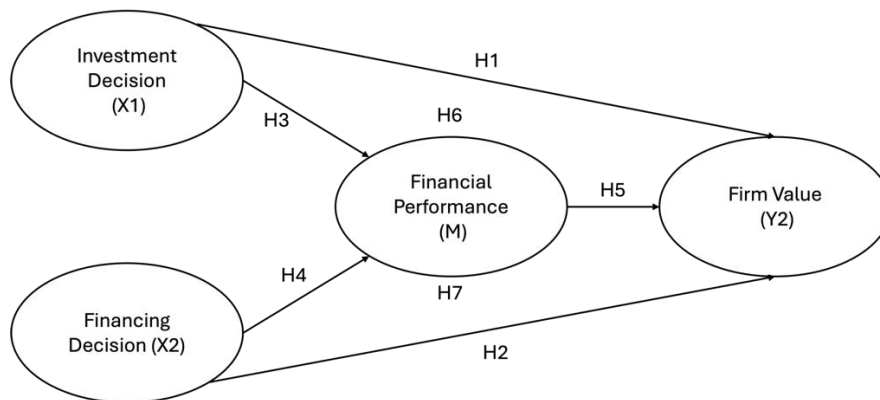 Investment
Decision
(X1)
H1
H3
H6
Financial
Performance
(M)
H5
Firm Value
(Y2)
H4
H7
Financing
Decision (X2)
H2